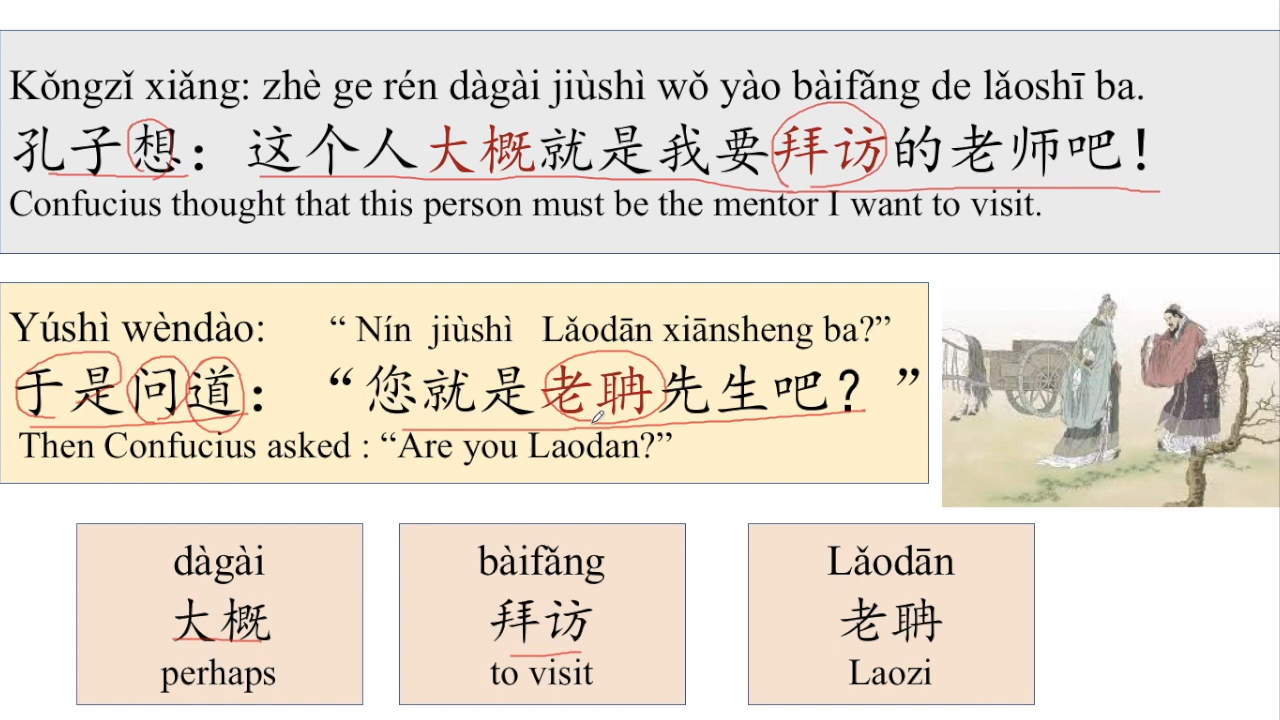 Kǒngzǐ xiǎng: zhè ge rén dàgài jiùshì wǒ yào bàifǎng de lǎoshī ba.
孔子想：这个人大概就是我要拜访的老师吧！
Confucius thought that this person must be the mentor I want to visit.
Yúshì wèndào: “ Nín jiùshì Lǎodān xiānsheng ba?”
于是问道：“您就是老聃先生吧？”
Then Confucius asked : “Are you Laodan?”
dàgài
大概
perhaps
bàifǎng
拜访
to visit
Lǎodān
老聃
Laozi